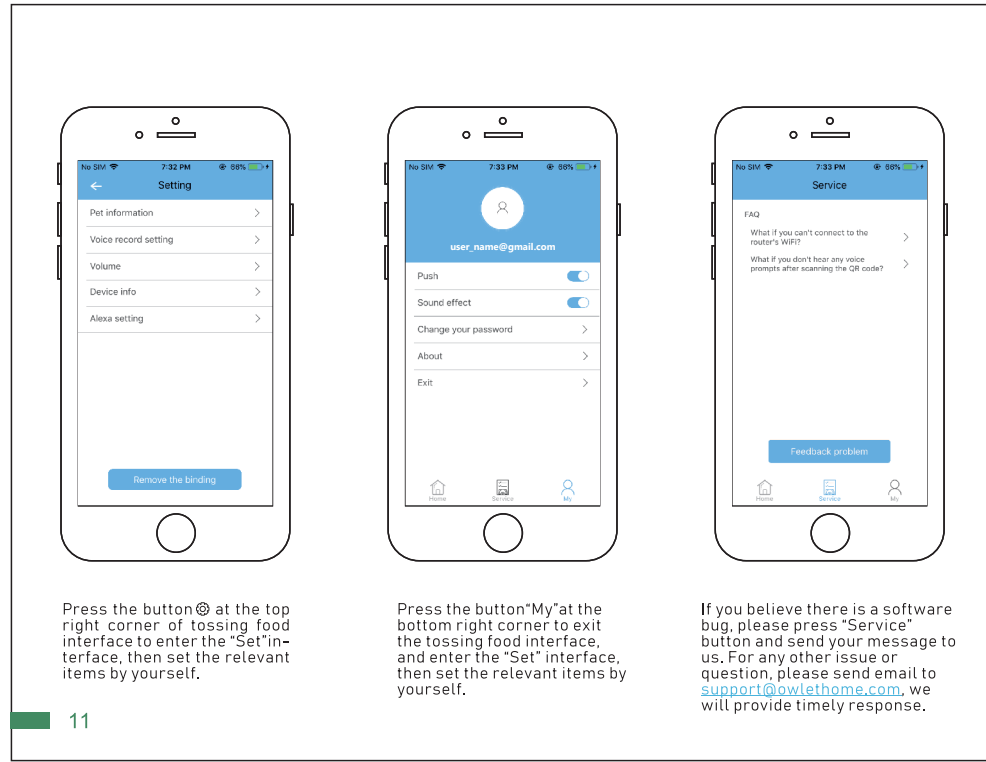 No SIM 7:32 PM 66%
Setting
Pet information
Voice record setting
Volume
Device info
Alexa setting
Remove the binding
Press the button at the top
right corner of tossing food
interface to enter the “Set”in-
terface, then set the relevant
items by yourself.
No SIM 7:33 PM 66%
user_name@gmail.com
Push
Sound effect
Change your password
About
Exit
Home Service My
Press the button“My”at the
bottom right corner to exit
the tossing food interface,
and enter the “Set” interface,
then set the relevant items by
yourself.
No SIM 7:33 PM 66%
Service
FAQ
What if you can't connect to the
router's WiFi?
What if you don't hear any voice
prompts after scanning the QR code?
Feedback problem
Home Service My
If you believe there is a software
bug, please press “Service”
button and send your message to
us. For any other issue or
question, please send email to
support@owlethome.com, we
will provide timely response.
11